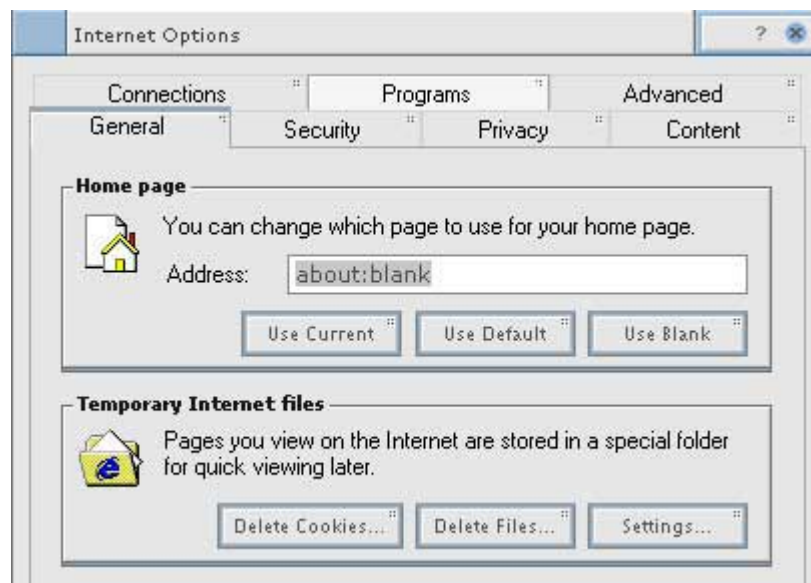 Internet Options ?
Connections Programs Advanced
General Security Privacy Content
Home page
You can change which page to use for your home page.
Address: about:blank
Use Current Use Default Use Blank
Temporary Internet files
Pages you view on the Internet are stored in a special folder
for quick viewing later.
Delete Cookies... Delete Files... Settings...